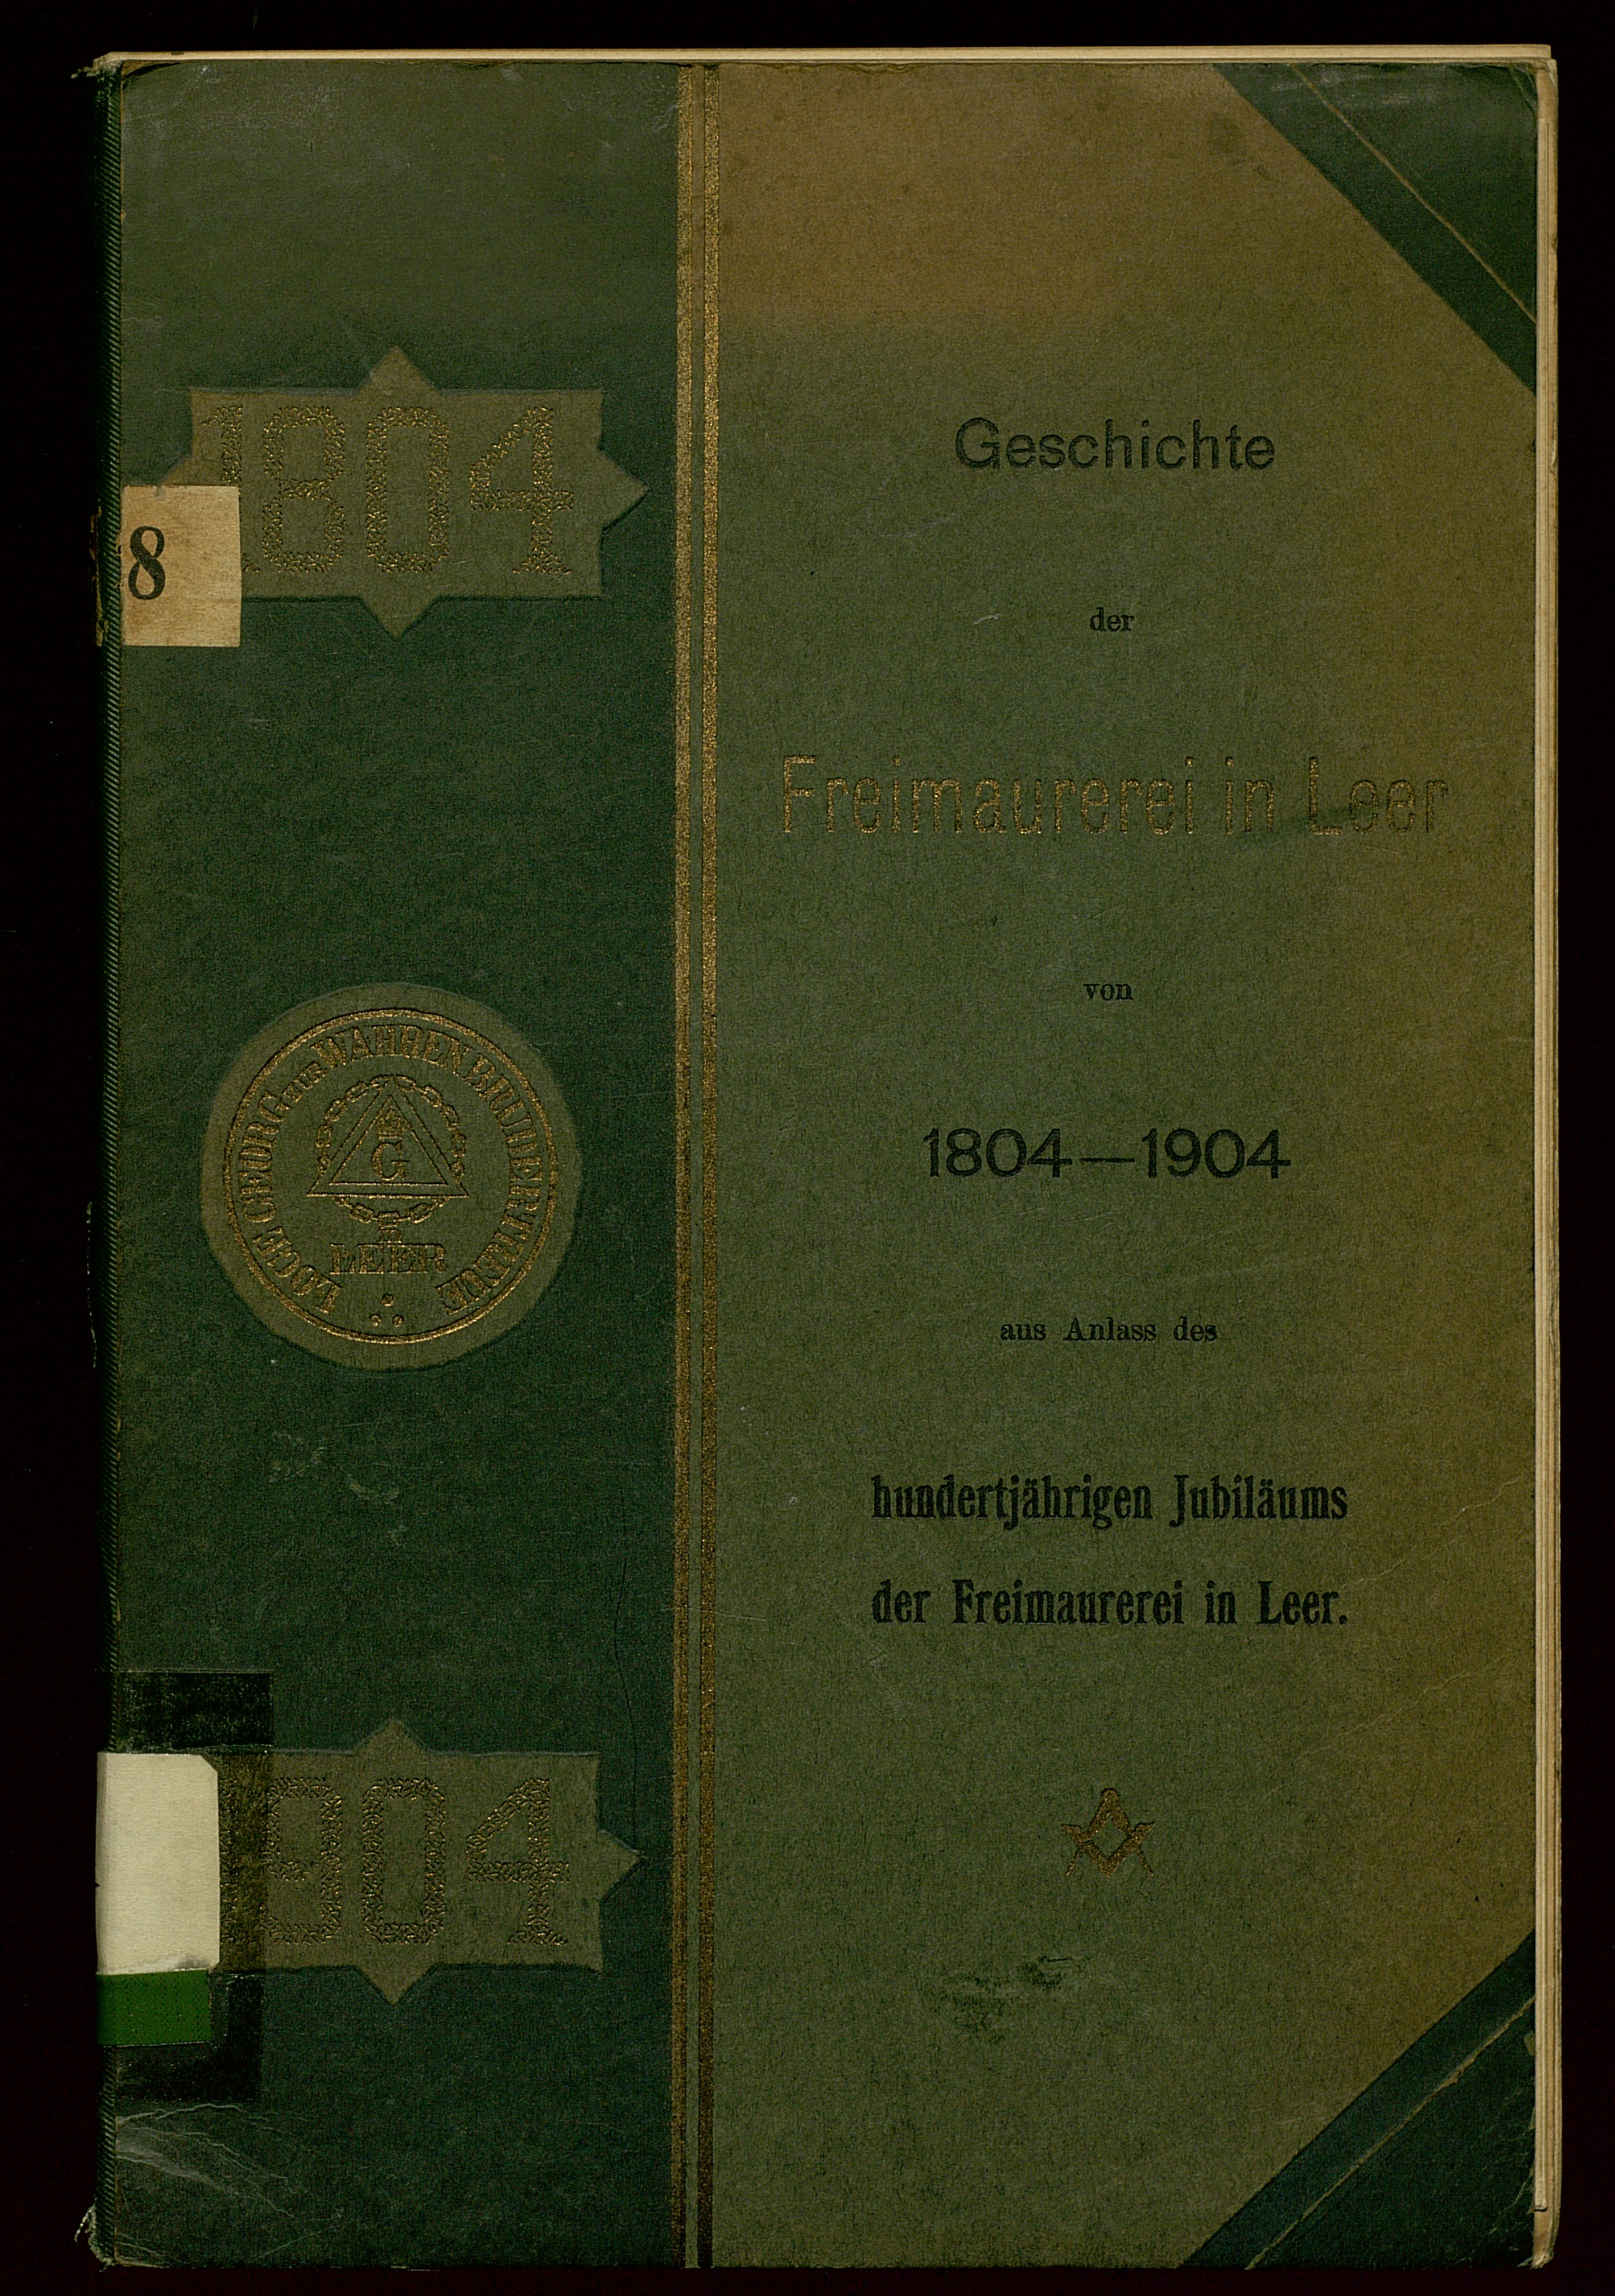 1804
8
LOGE GEORG ZUR WAHREN BRUDERTREUE
G
LEER
1904
Geschichte
der
Freimaurerei in Leer
von
1804—1904
aus Anlass des
hundertjährigen Jubiläums
der Freimaurerei in Leer.